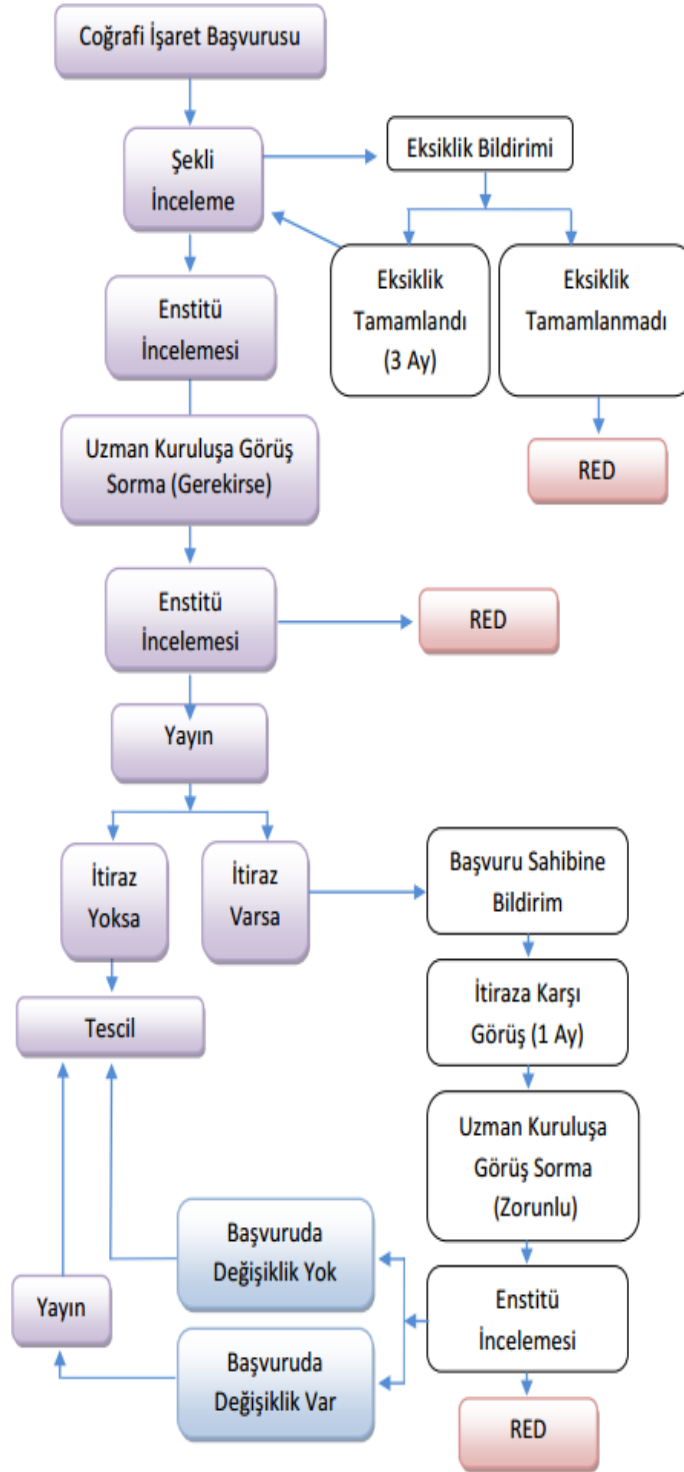 Coğrafi İşaret Başvurusu
Şekli
İnceleme
Eksiklik Bildirimi
Eksiklik
Tamamlandı
(3 Ay)
Eksiklik
Tamamlanmadı
RED
Enstitü
İncelemesi
Uzman Kuruluşa Görüş
Sorma (Gerekirse)
Enstitü
İncelemesi
RED
Yayın
İtiraz
Yoksa
İtiraz
Varsa
Başvuru Sahibine
Bildirim
İtiraza Karşı
Görüş (1 Ay)
Tescil
Uzman Kuruluşa
Görüş Sorma
(Zorunlu)
Başvuruda
Değişiklik Yok
Enstitü
İncelemesi
Yayın
Başvuruda
Değişiklik Var
RED